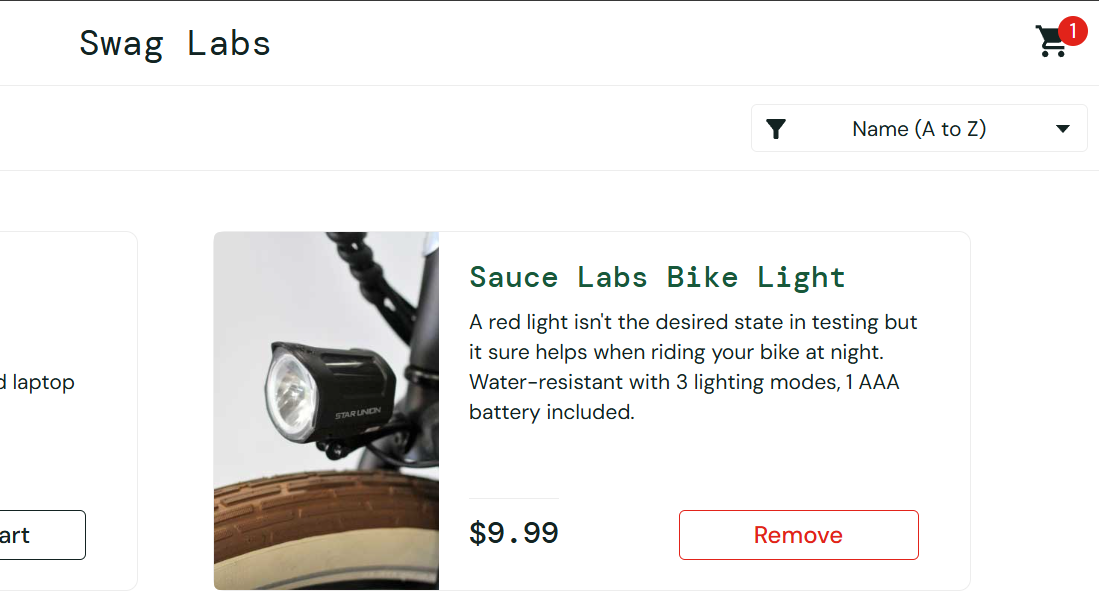 Swag Labs
1
Name (A to Z)
Sauce Labs Bike Light
A red light isn't the desired state in testing but
it sure helps when riding your bike at night.
Water-resistant with 3 lighting modes, 1 AAA
battery included.
d laptop
STAR UNION
art
$9.99
Remove